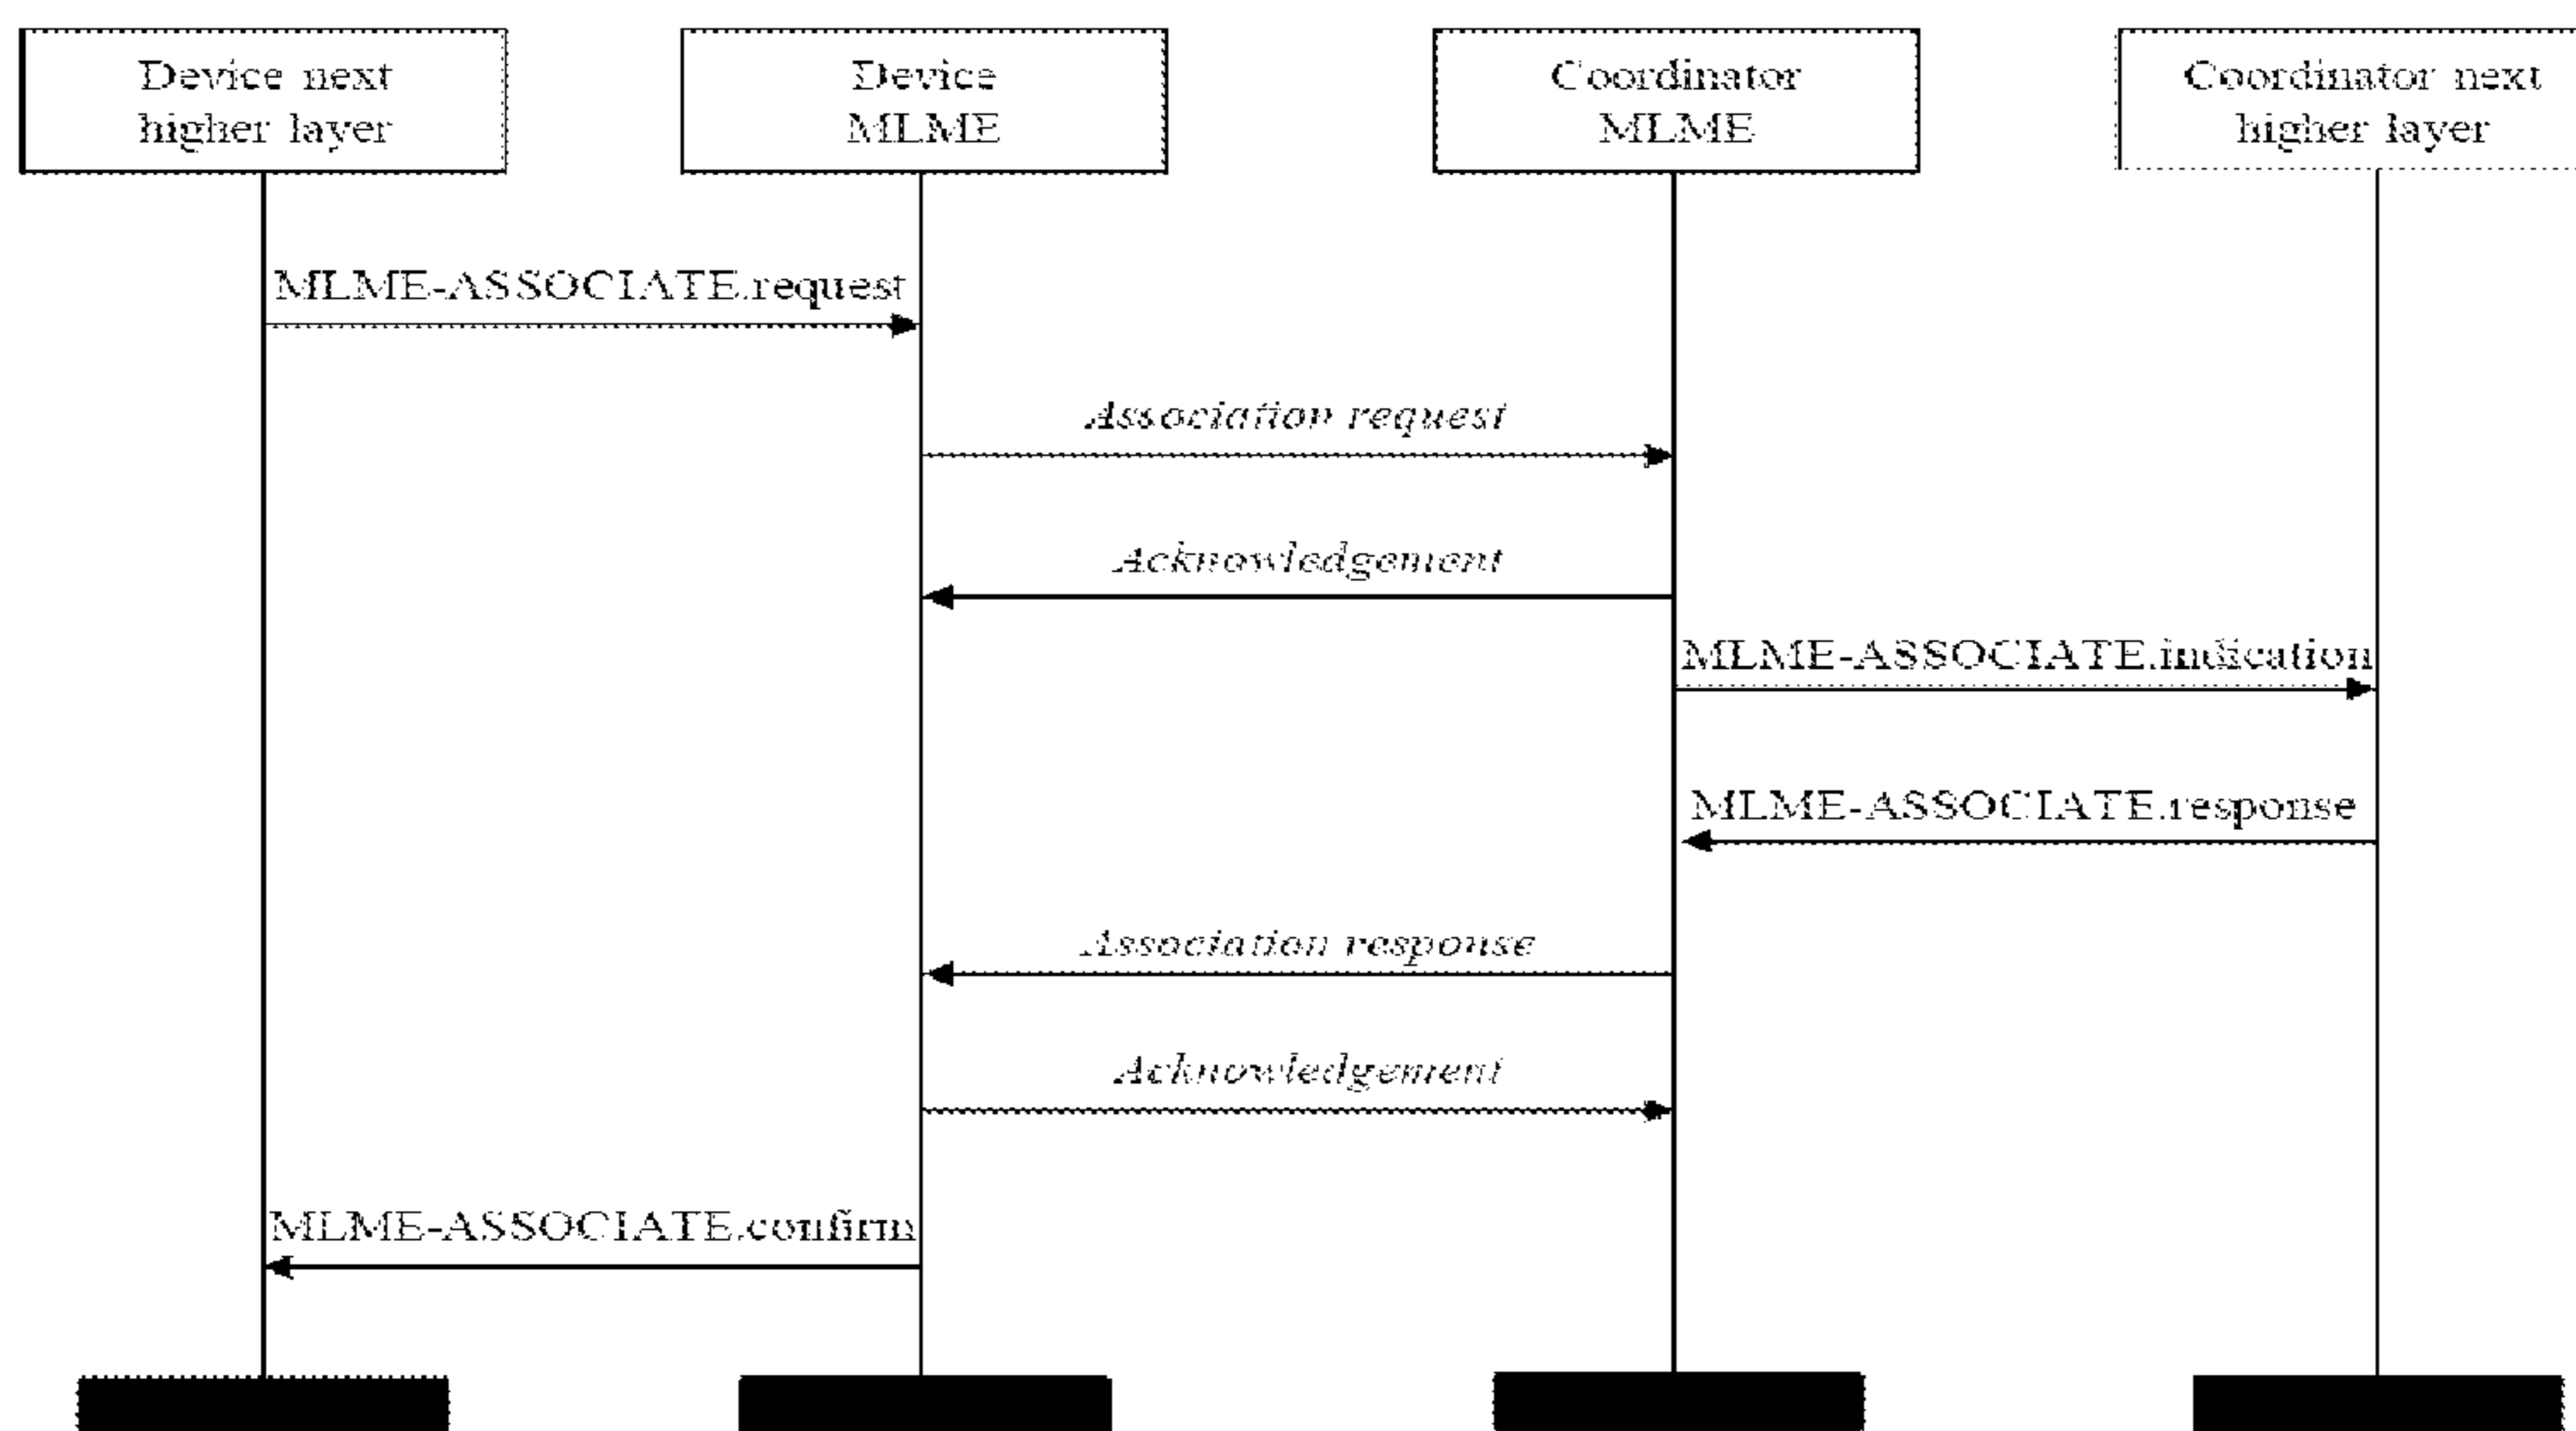 Device next
higher layer
Device
MLME
Coordinator
MLME
Coordinator next
higher layer
MLME-ASSOCIATE.request
Association request
Acknowledgement
MLME-ASSOCIATE.indication
MLME-ASSOCIATE.response
Association response
Acknowledgement
MLME-ASSOCIATE.confirm